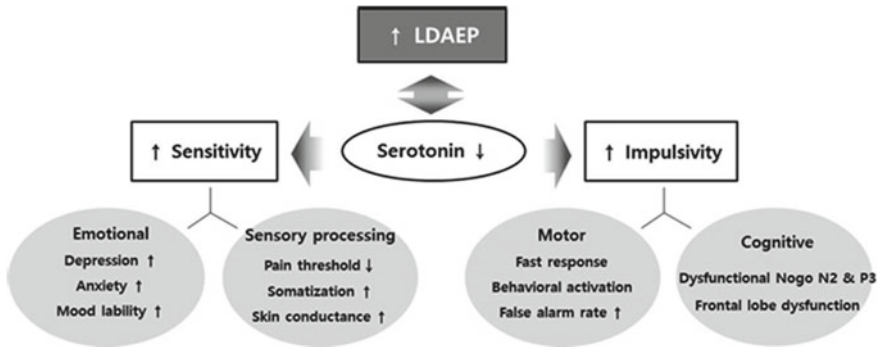 ↑ LDAEP
↑ Sensitivity
Serotonin ↓
↑ Impulsivity
Emotional
Depression ↑
Anxiety ↑
Mood lability ↑
Sensory processing
Pain threshold ↓
Somatization ↑
Skin conductance ↑
Motor
Fast response
Behavioral activation
False alarm rate ↑
Cognitive
Dysfunctional Nogo N2 & P3
Frontal lobe dysfunction